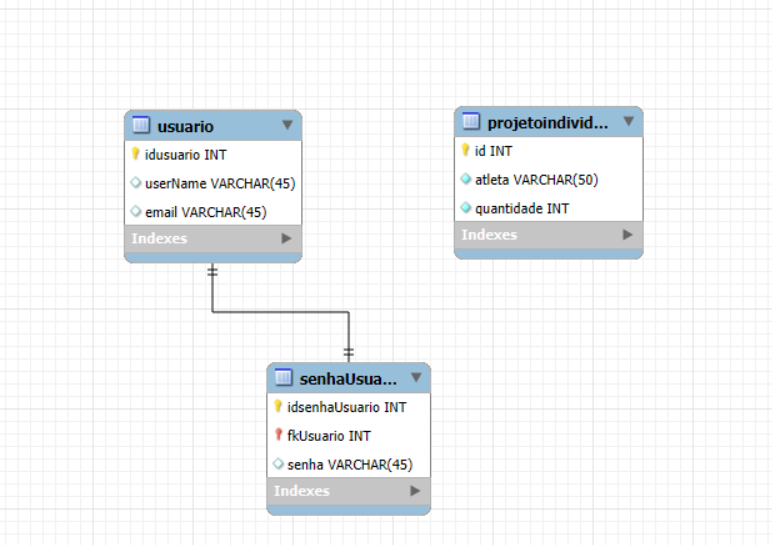 usuario
idusuario INT
userName VARCHAR(45)
email VARCHAR(45)
Indexes
projetoindivid...
id INT
atleta VARCHAR(50)
quantidade INT
Indexes
senhaUsua...
idsenhaUsuario INT
fkUsuario INT
senha VARCHAR(45)
Indexes